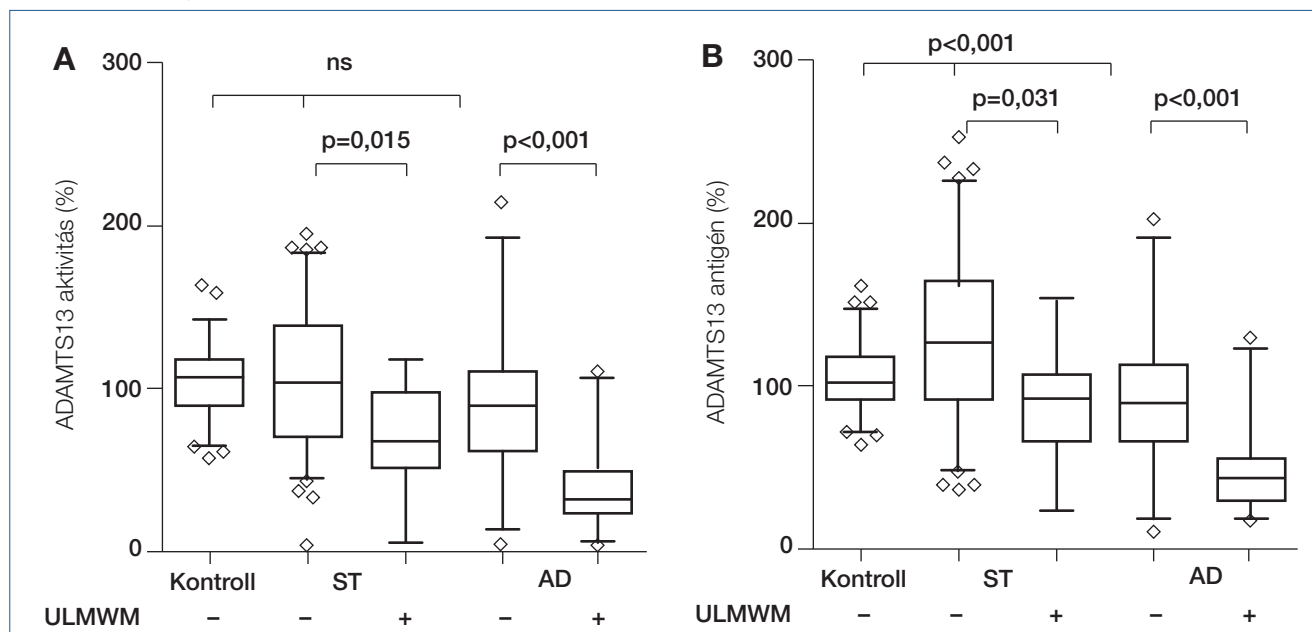 A
300
ns
p=0,015
p<0,001
200
100
0
ADAMTS13 aktivitás (%)
Kontroll ST AD
ULMWM – – + – +
B
300
p<0,001
p=0,031
p<0,001
200
100
0
ADAMTS13 antigén (%)
Kontroll ST AD
ULMWM – – + – +